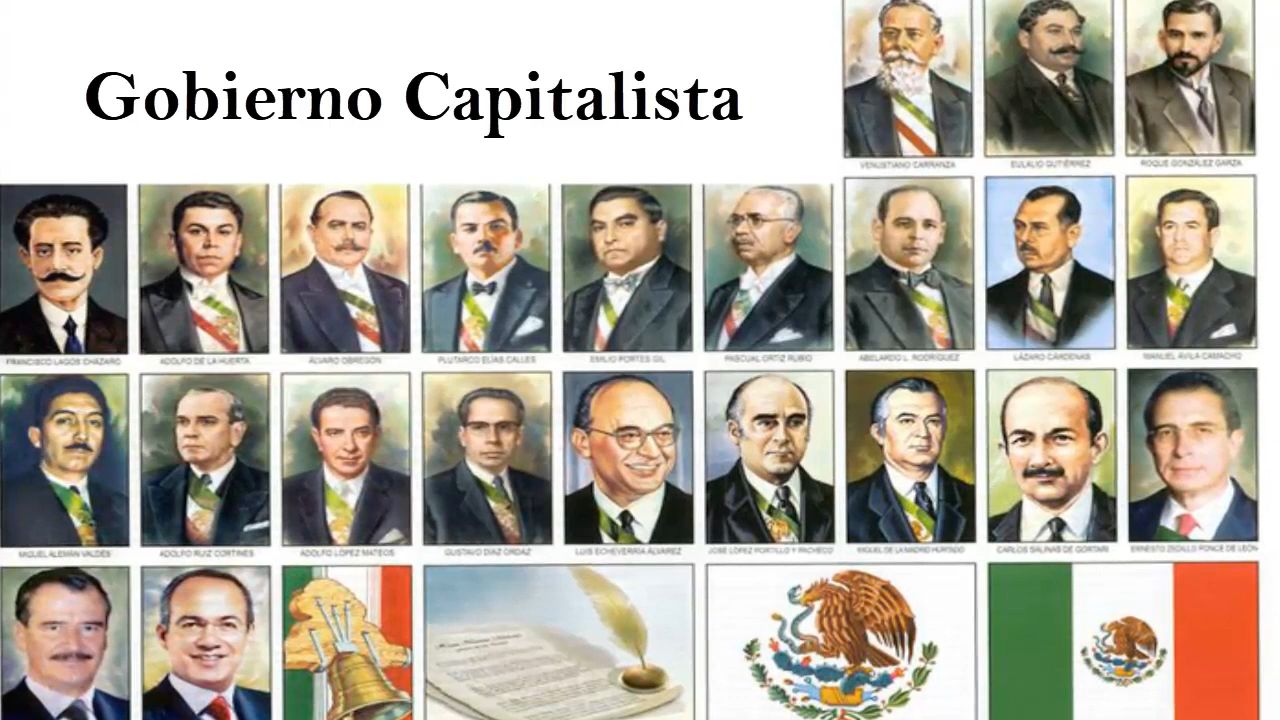 Gobierno Capitalista
VENUSTIANO CARRANZA
EULALIO GUTIÉRREZ
ROQUE GONZÁLEZ GARZA
FRANCISCO LAGOS CHÁZARO
ADOLFO DE LA HUERTA
ÁLVARO OBREGÓN
PLUTARCO ELÍAS CALLES
EMILIO PORTES GIL
PASCUAL ORTIZ RUBIO
ABELARDO L. RODRÍGUEZ
LÁZARO CÁRDENAS
MANUEL ÁVILA CAMACHO
MIGUEL ALEMÁN VALDÉS
ADOLFO RUIZ CORTINES
ADOLFO LÓPEZ MATEOS
GUSTAVO DÍAZ ORDAZ
LUIS ECHEVERRÍA ÁLVAREZ
JOSÉ LÓPEZ PORTILLO Y PACHECO
MIGUEL DE LA MADRID HURTADO
CARLOS SALINAS DE GORTARI
ERNESTO ZEDILLO PONCE DE LEÓN